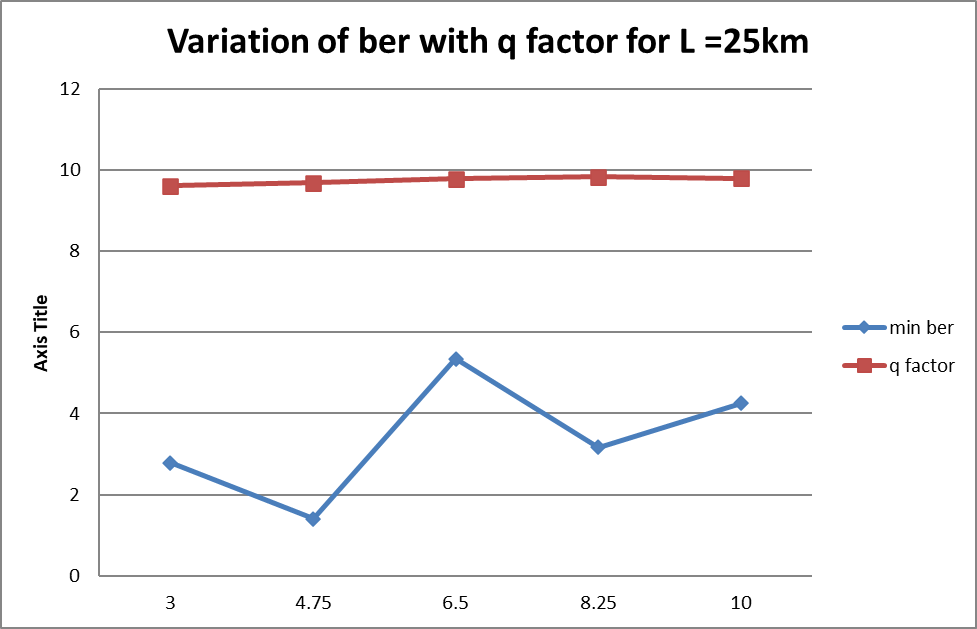 Variation of ber with q factor for L =25km
12
10
8
6
4
2
0
Axis Title
3 4.75 6.5 8.25 10
min ber
q factor